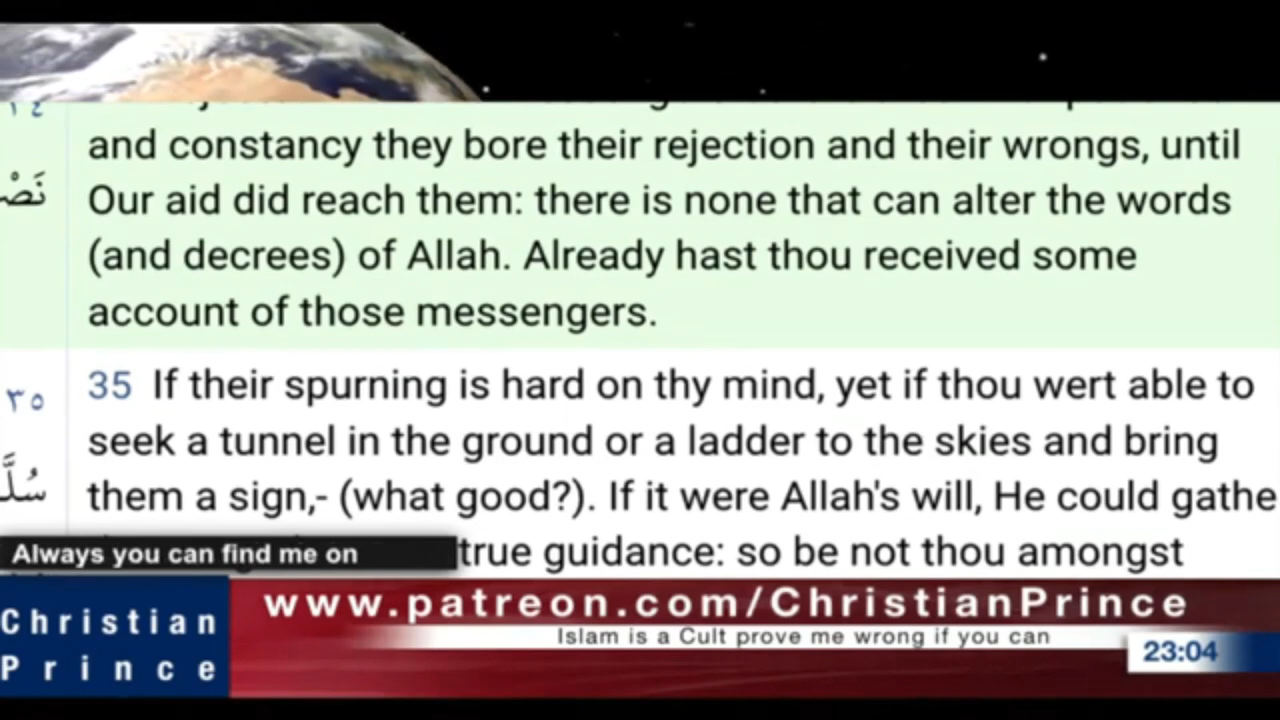 ١٤
and constancy they bore their rejection and their wrongs, until
نَصْ
Our aid did reach them: there is none that can alter the words
(and decrees) of Allah. Already hast thou received some
account of those messengers.
٣٥
35 If their spurning is hard on thy mind, yet if thou wert able to
seek a tunnel in the ground or a ladder to the skies and bring
سُلَّ
them a sign,- (what good?). If it were Allah's will, He could gathe
true guidance: so be not thou amongst
Always you can find me on
Christian
Prince
www.patreon.com/ChristianPrince
Islam is a Cult prove me wrong if you can
23:04